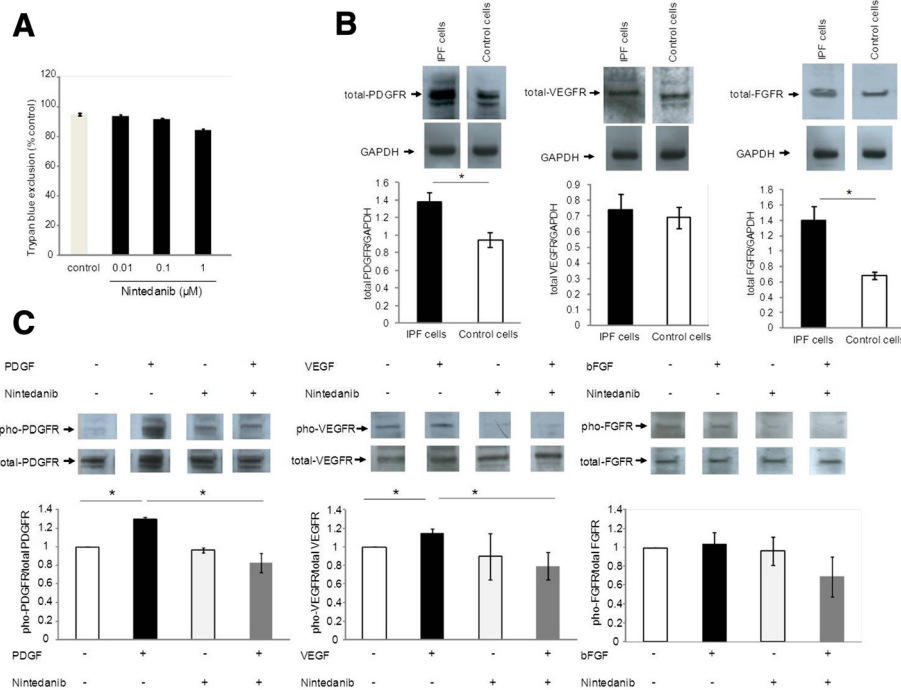 A
Trypan blue exclusion (% control)
120
100
80
60
40
20
0
control 0.01 0.1 1
Nintedanib (µM)
B
IPF cells Control cells
total-PDGFR
GAPDH
*
total PDGFR/GAPDH
1.6
1.4
1.2
1
0.8
0.6
0.4
0.2
0
IPF cells Control cells
IPF cells Control cells
total-VEGFR
GAPDH
total VEGFR/GAPDH
0.9
0.8
0.7
0.6
0.5
0.4
0.3
0.2
0.1
0
IPF cells Control cells
IPF cells Control cells
total-FGFR
GAPDH
*
total FGFR/GAPDH
1.8
1.6
1.4
1.2
1
0.8
0.6
0.4
0.2
0
IPF cells Control cells
C
PDGF - + - +
Nintedanib - - + +
pho-PDGFR
total-PDGFR
* *
pho-PDGFR/total PDGFR
1.4
1.2
1
0.8
0.6
0.4
0.2
0
PDGF - + - +
Nintedanib - - + +
VEGF - + - +
Nintedanib - - + +
pho-VEGFR
total-VEGFR
* *
pho-VEGFR/total VEGFR
1.4
1.2
1
0.8
0.6
0.4
0.2
0
VEGF - + - +
Nintedanib - - + +
bFGF - + - +
Nintedanib - - + +
pho-FGFR
total-FGFR
pho-FGFR/total FGFR
1.4
1.2
1
0.8
0.6
0.4
0.2
0
bFGF - + - +
Nintedanib - - + +